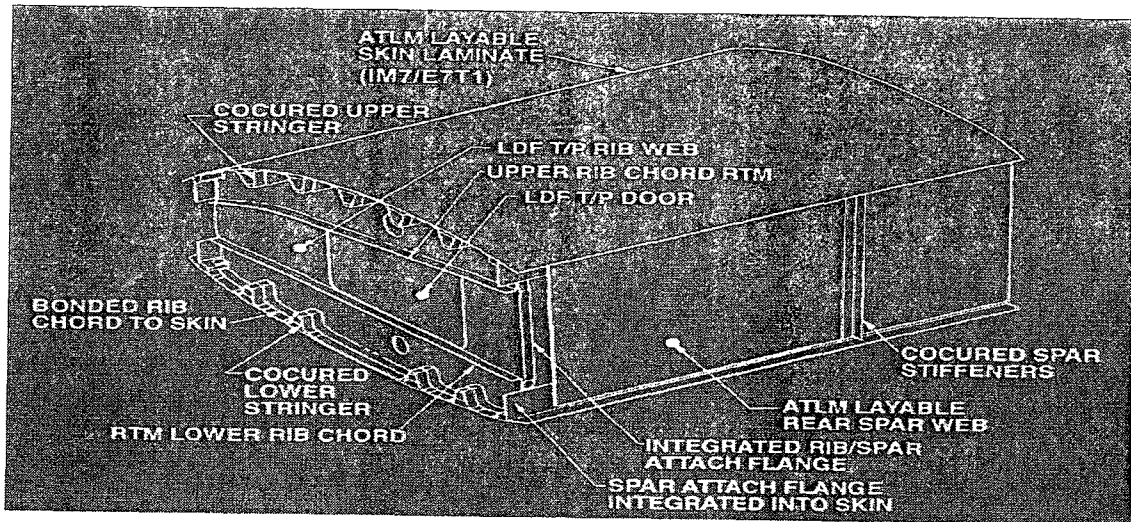 ATLM LAYABLE
SKIN LAMINATE
(IM7/E7T1)
COCURED UPPER
STRINGER
LDF T/P RIB WEB
UPPER RIB CHORD RTM
LDF T/P DOOR
BONDED RIB
CHORD TO SKIN
COCURED
LOWER
STRINGER
RTM LOWER RIB CHORD
COCURED SPAR
STIFFENERS
ATLM LAYABLE
REAR SPAR WEB
INTEGRATED RIB/SPAR
ATTACH FLANGE
SPAR ATTACH FLANGE
INTEGRATED INTO SKIN